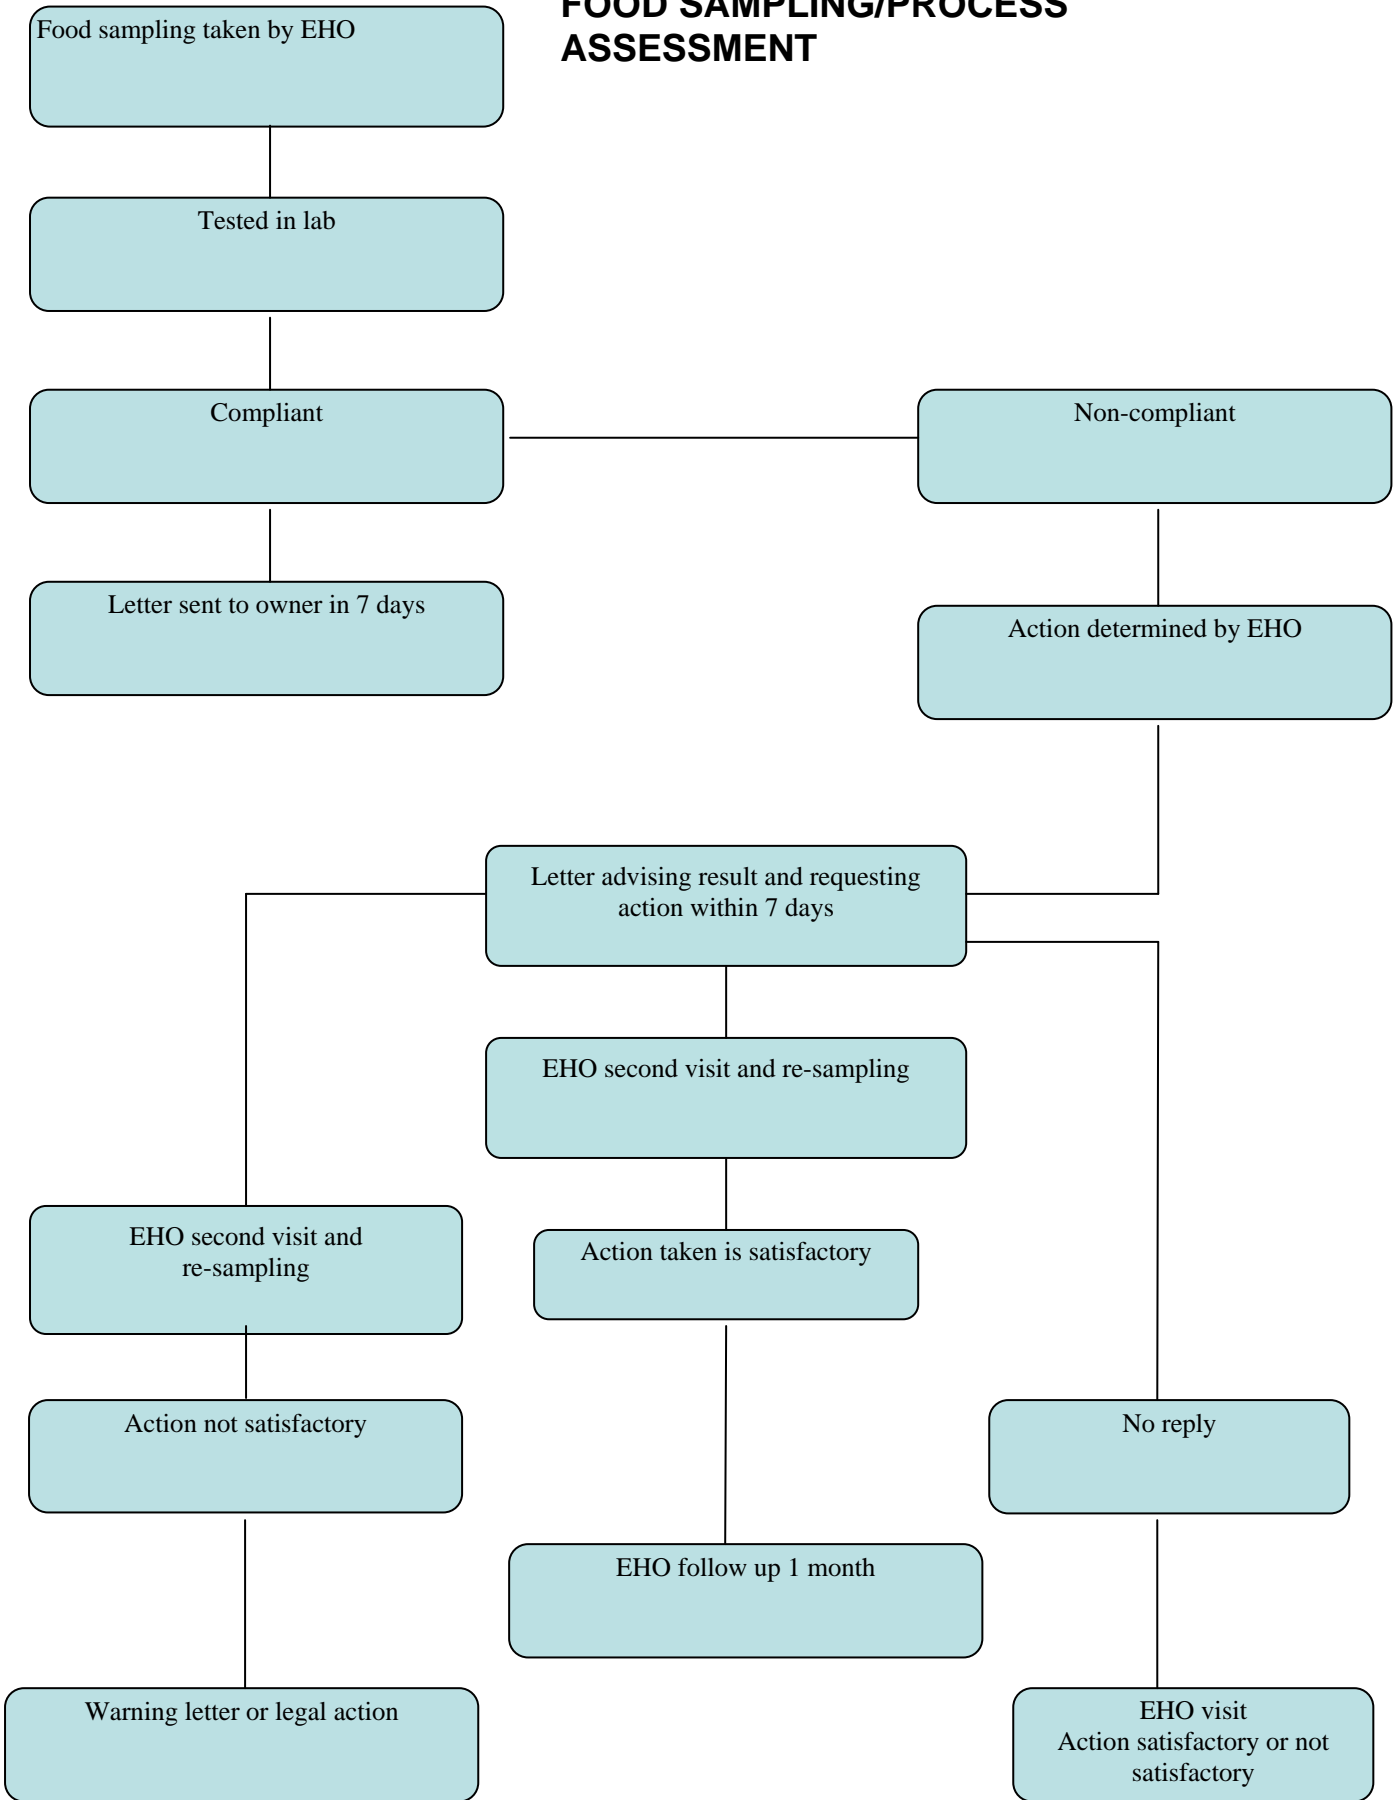 FOOD SAMPLING/PROCESS
ASSESSMENT
Food sampling taken by EHO
Tested in lab
Compliant
Non-compliant
Letter sent to owner in 7 days
Action determined by EHO
Letter advising result and requesting
action within 7 days
EHO second visit and re-sampling
EHO second visit and
re-sampling
Action taken is satisfactory
Action not satisfactory
No reply
EHO follow up 1 month
Warning letter or legal action
EHO visit
Action satisfactory or not
satisfactory